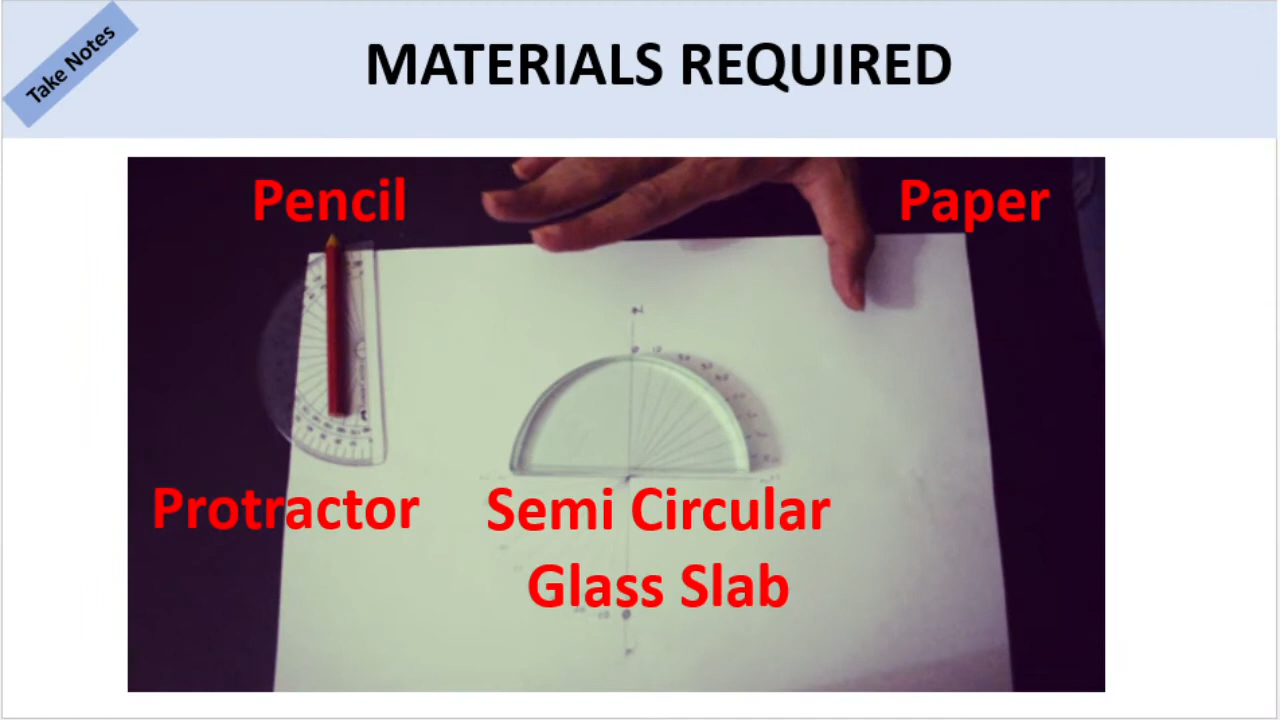 Take Notes
MATERIALS REQUIRED
Pencil
Paper
Protractor
Semi Circular
Glass Slab